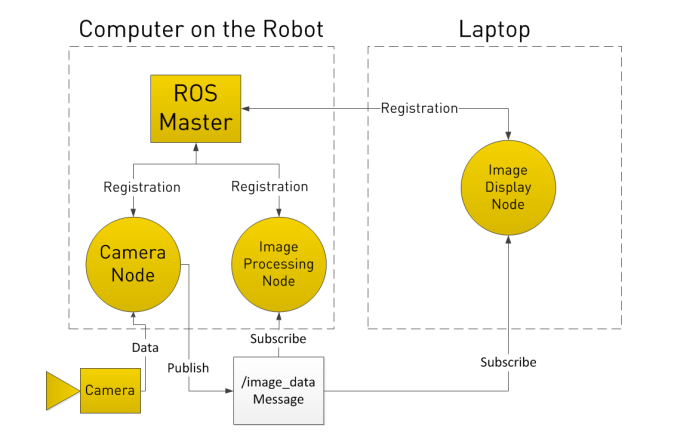 Computer on the Robot
Laptop
ROS
Master
Registration
Registration
Registration
Image
Display
Node
Camera
Node
Image
Processing
Node
Data
Publish
Subscribe
Subscribe
Camera
/image_data
Message